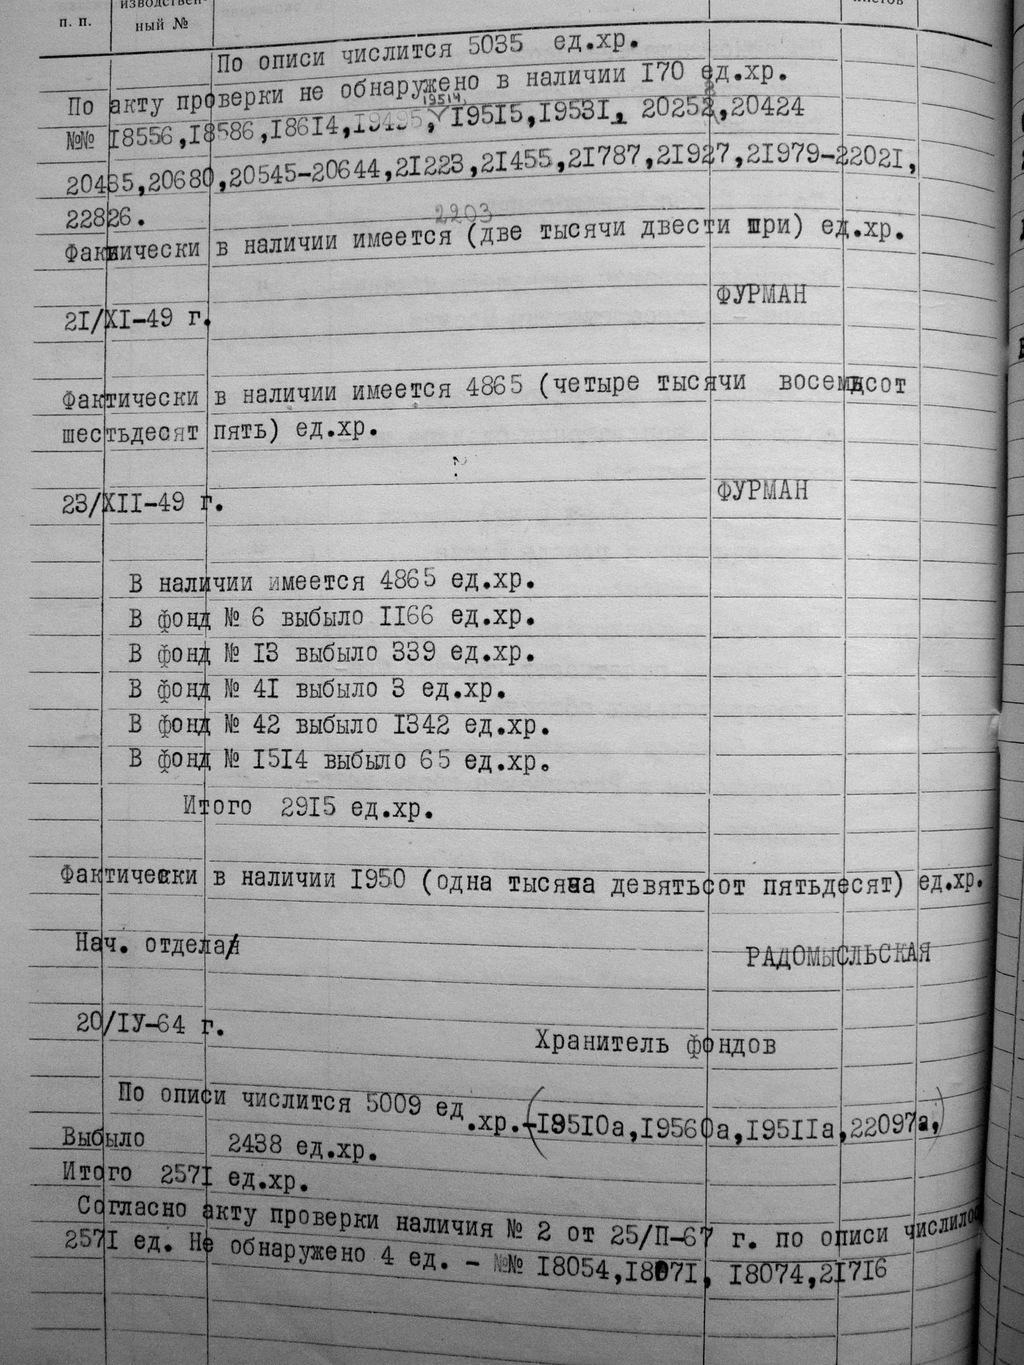 п. п.
ный №
По описи числится 5035 ед.хр.
По акту проверки не обнаружено в наличии I70 ед.хр.
I95I4,
№№ I8556,I8586,I86I4,I9495, I95I5,I953I, 20252,20424
20435,20680,20545-20644,2I223,2I455,2I787,2I927,2I979-2202I,
22826.
2203
Фактически в наличии имеется (две тысячи двести три) ед.хр.
ФУРМАН
2I/XI-49 г.
Фактически в наличии имеется 4865 (четыре тысячи восемьсот
шестьдесят пять) ед.хр.
ФУРМАН
23/XII-49 г.
В наличии имеется 4865 ед.хр.
В фонд № 6 выбыло II66 ед.хр.
В фонд № I3 выбыло 339 ед.хр.
В фонд № 4I выбыло 3 ед.хр.
В фонд № 42 выбыло I342 ед.хр.
В фонд № I5I4 выбыло 65 ед.хр.
Итого 29I5 ед.хр.
Фактически в наличии I950 (одна тысяча девятьсот пятьдесят) ед.хр.
Нач. отдела
РАДОМЫСЛЬСКАЯ
20/IУ-64 г.
Хранитель фондов
По описи числится 5009 ед.хр.-(I95I0а,I9560а,I95IIа,22097а,)
Выбыло 2438 ед.хр.
Итого 257I ед.хр.
Согласно акту проверки наличия № 2 от 25/П-67 г. по описи числилос
257I ед. Не обнаружено 4 ед. - №№ I8054,I807I, I8074,2I7I6